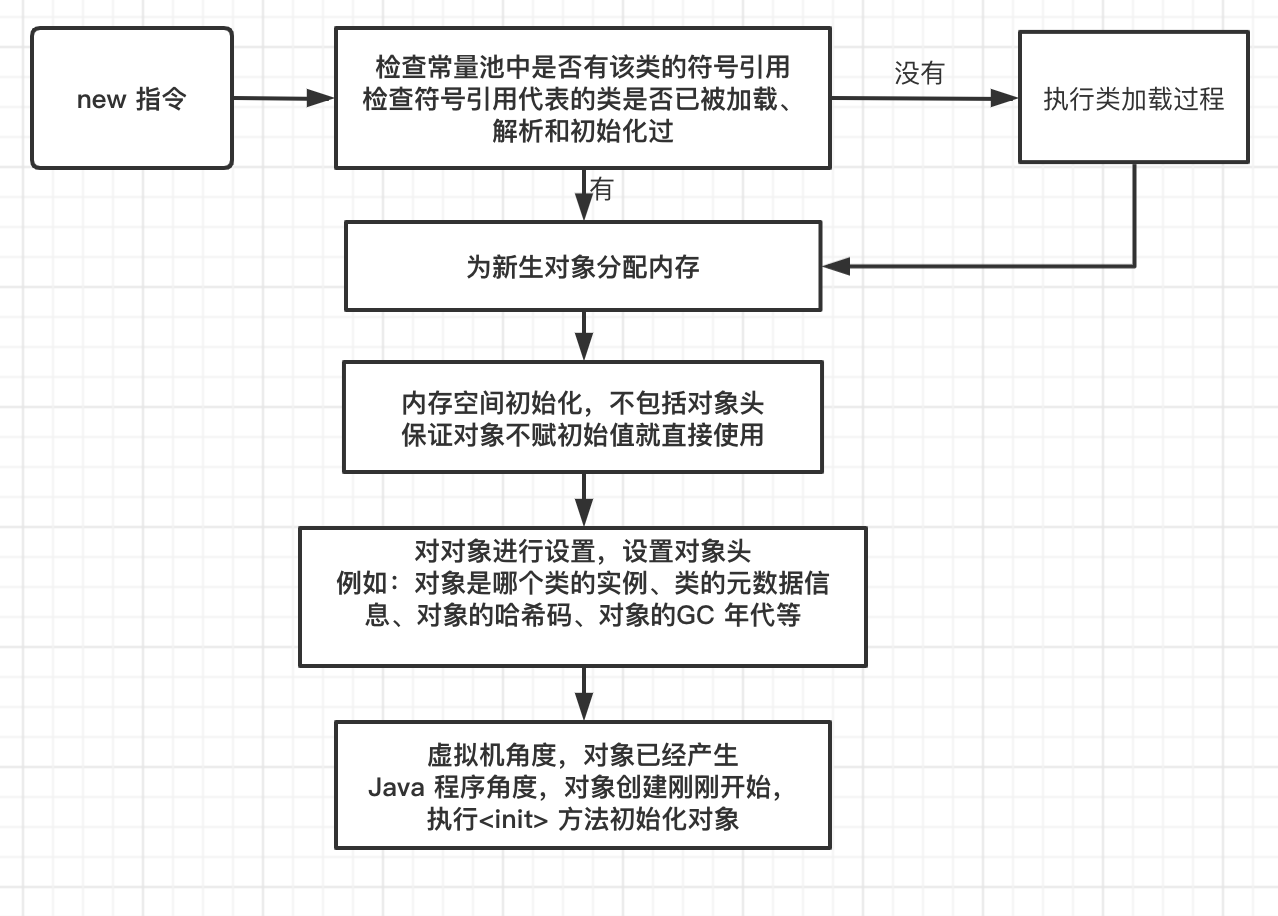 new 指令
检查常量池中是否有该类的符号引用
检查符号引用代表的类是否已被加载、
解析和初始化过
没有
执行类加载过程
有
为新生对象分配内存
内存空间初始化，不包括对象头
保证对象不赋初始值就直接使用
对对象进行设置，设置对象头
例如：对象是哪个类的实例、类的元数据信
息、对象的哈希码、对象的GC 年代等
虚拟机角度，对象已经产生
Java 程序角度，对象创建刚刚开始，
执行<init> 方法初始化对象